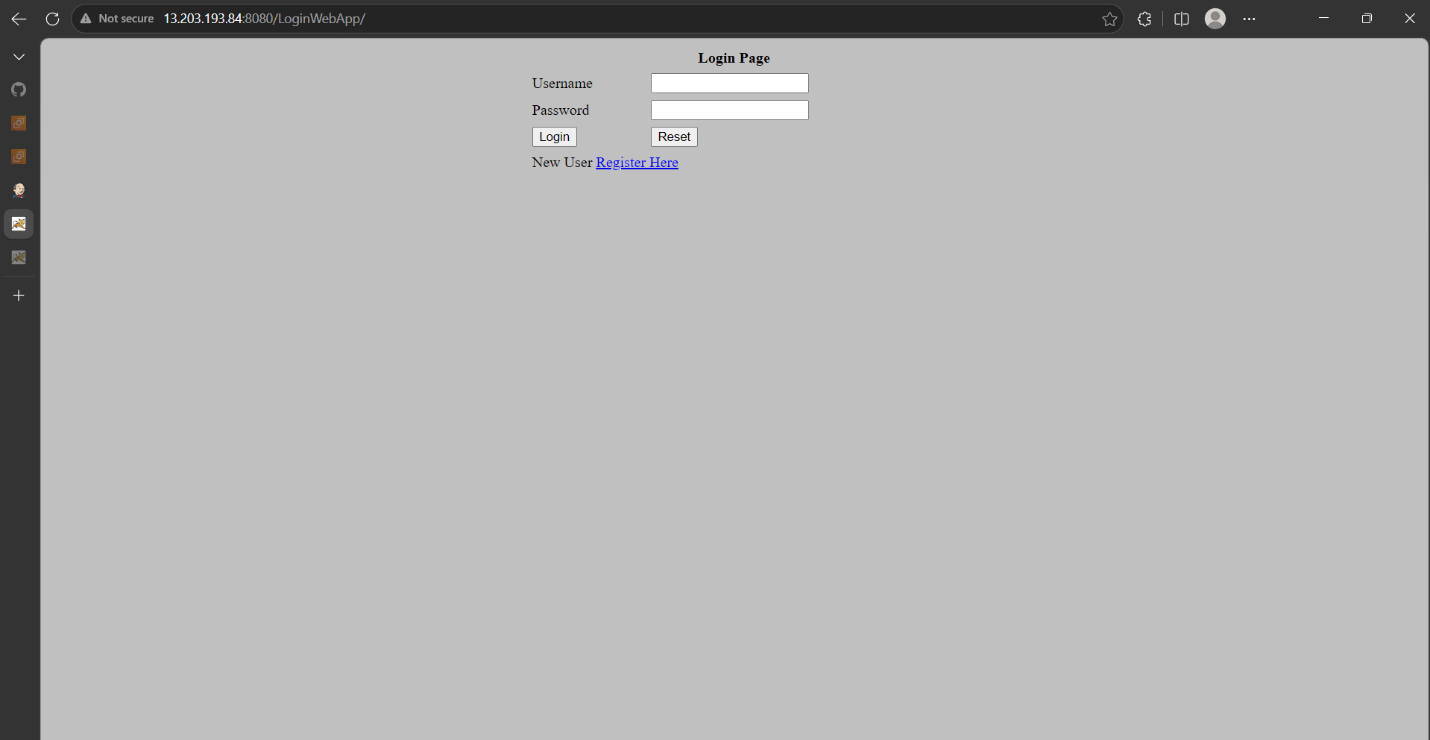 Not secure 13.203.193.84:8080/LoginWebApp/
Login Page
Username
Password
Login Reset
New User Register Here